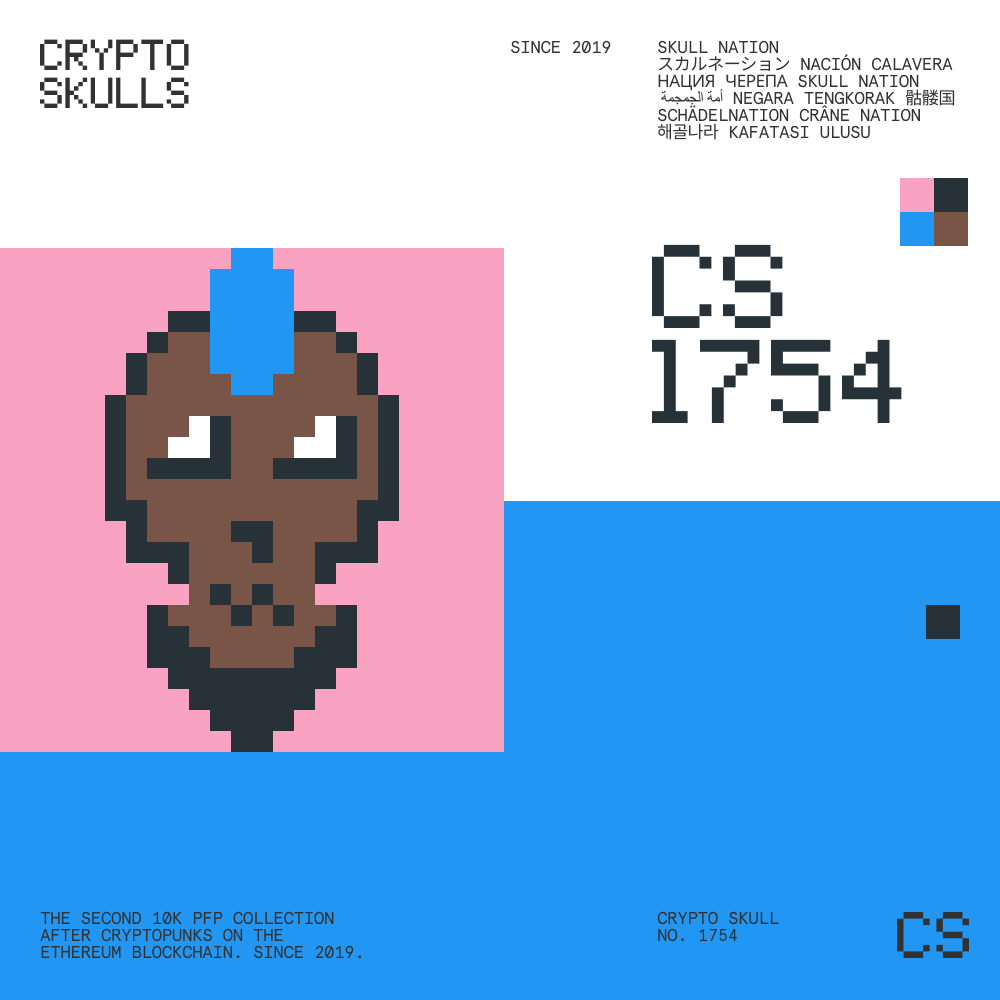 CRYPTO
SKULLS
SINCE 2019
SKULL NATION
スカルネーション NACIÓN CALAVERA
НАЦИЯ ЧЕРЕПА SKULL NATION
أمة الجمجمة NEGARA TENGKORAK 骷髅国
SCHÄDELNATION CRÂNE NATION
해골나라 KAFATASI ULUSU
CS
1754
THE SECOND 10K PFP COLLECTION
AFTER CRYPTOPUNKS ON THE
ETHEREUM BLOCKCHAIN. SINCE 2019.
CRYPTO SKULL
NO. 1754
CS